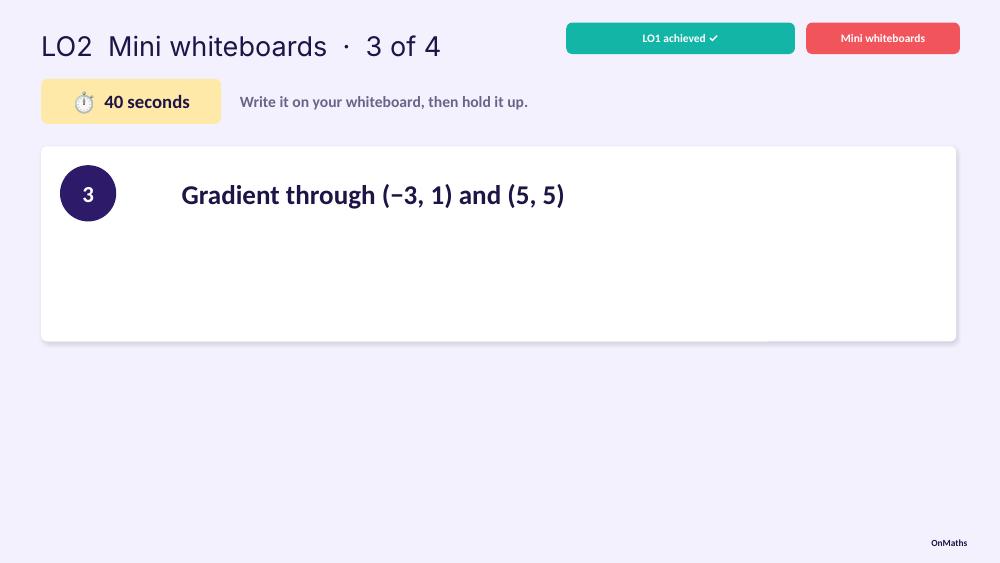 LO2 Mini whiteboards · 3 of 4
LO1 achieved ✓
Mini whiteboards
⏱️ 40 seconds
Write it on your whiteboard, then hold it up.
3
Gradient through (−3, 1) and (5, 5)
OnMaths